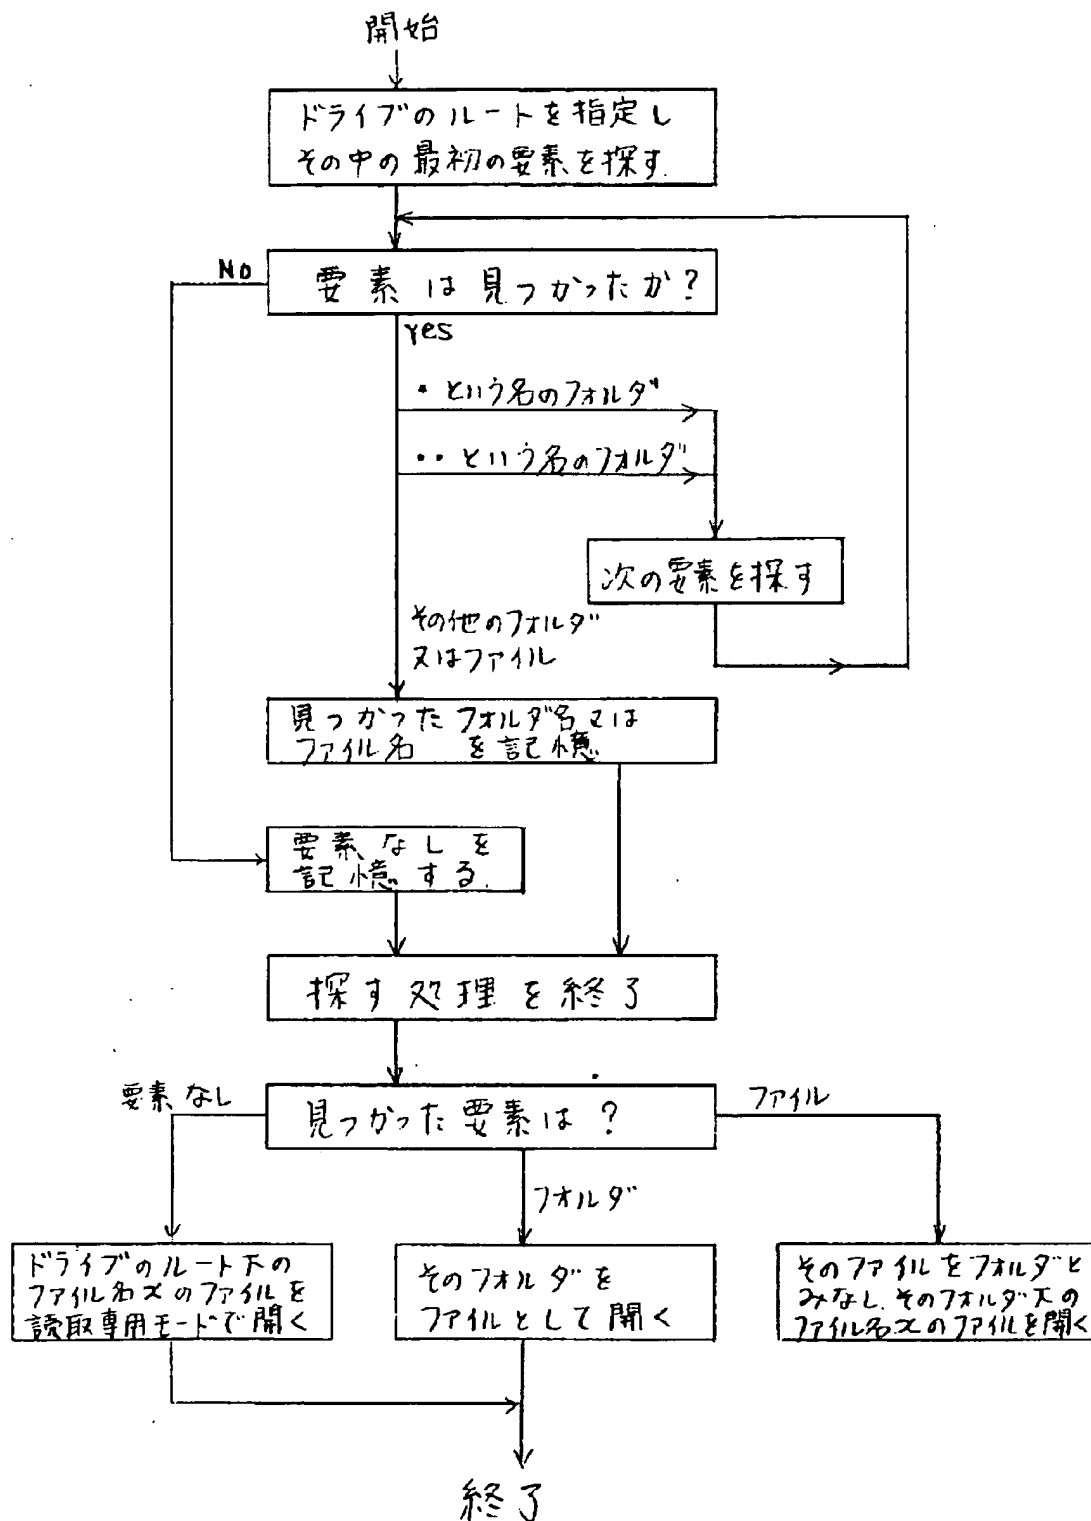 開始
ドライブのルートを指定し
その中の最初の要素を探す.
No
要素は見つかったか?
yes
・という名のフォルダ
・・という名のフォルダ
次の要素を探す
その他のフォルダ
又はファイル
見つかったフォルダ名又は
ファイル名 を記憶
要素なしを
記憶する.
探す処理を終了
要素なし
見つかった要素は?
ファイル
フォルダ
ドライブのルート下の
ファイル名xのファイルを
読取専用モードで開く
そのフォルダを
ファイルとして開く
そのファイルをフォルダと
みなし.そのフォルダ下の
ファイル名xのファイルを開く
終了